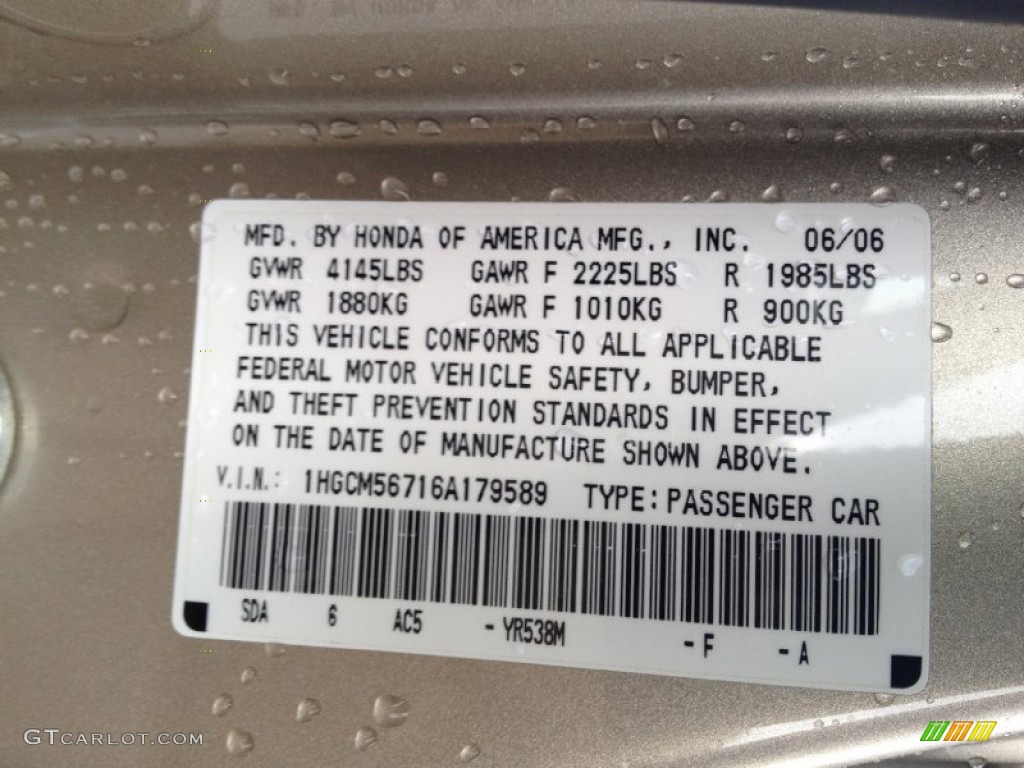 MFD. BY HONDA OF AMERICA MFG., INC. 06/06
GVWR 4145LBS GAWR F 2225LBS R 1985LBS
GVWR 1880KG GAWR F 1010KG R 900KG
THIS VEHICLE CONFORMS TO ALL APPLICABLE
FEDERAL MOTOR VEHICLE SAFETY, BUMPER,
AND THEFT PREVENTION STANDARDS IN EFFECT
ON THE DATE OF MANUFACTURE SHOWN ABOVE.
V.I.N.: 1HGCM56716A179589 TYPE: PASSENGER CAR
SDA 6 AC5 - YR538M - F - A
GTCARLOT.COM